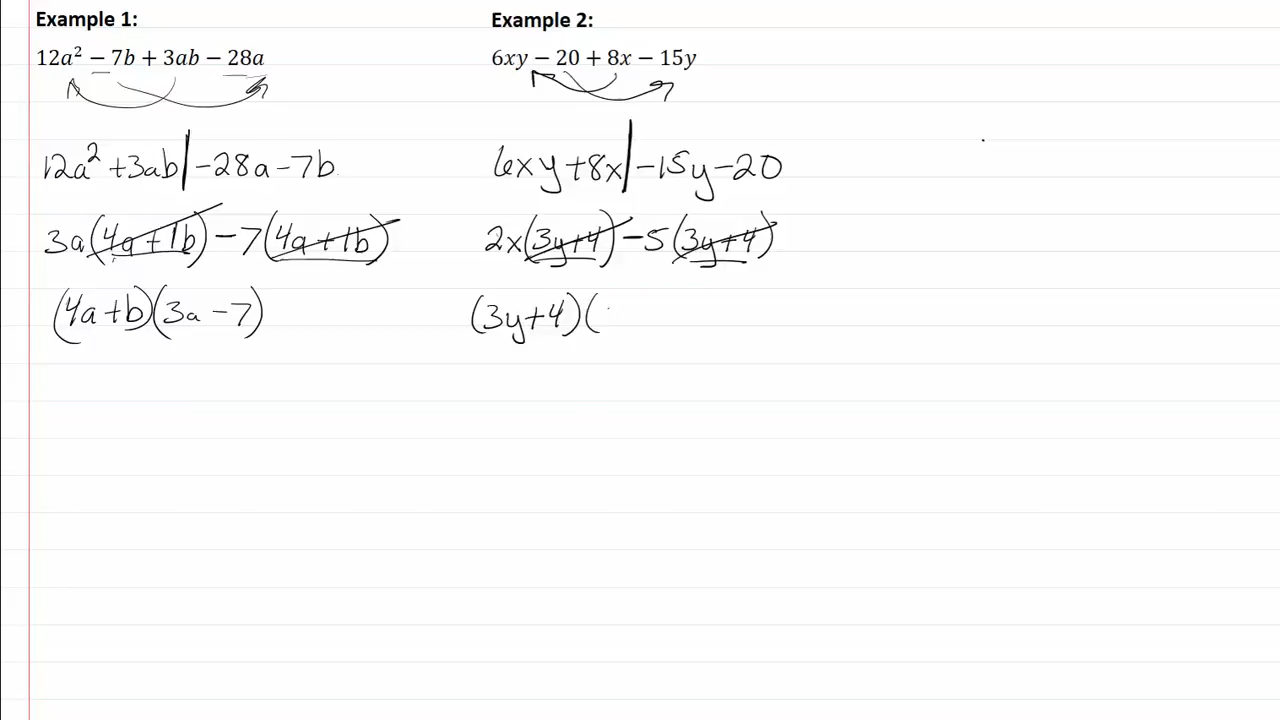 Example 1:
12a² − 7b + 3ab − 28a
12a² + 3ab | −28a − 7b
3a(4a + 1b) − 7(4a + 1b)
(4a + b)(3a − 7)
Example 2:
6xy − 20 + 8x − 15y
6xy + 8x | −15y − 20
2x(3y + 4) − 5(3y + 4)
(3y + 4)(